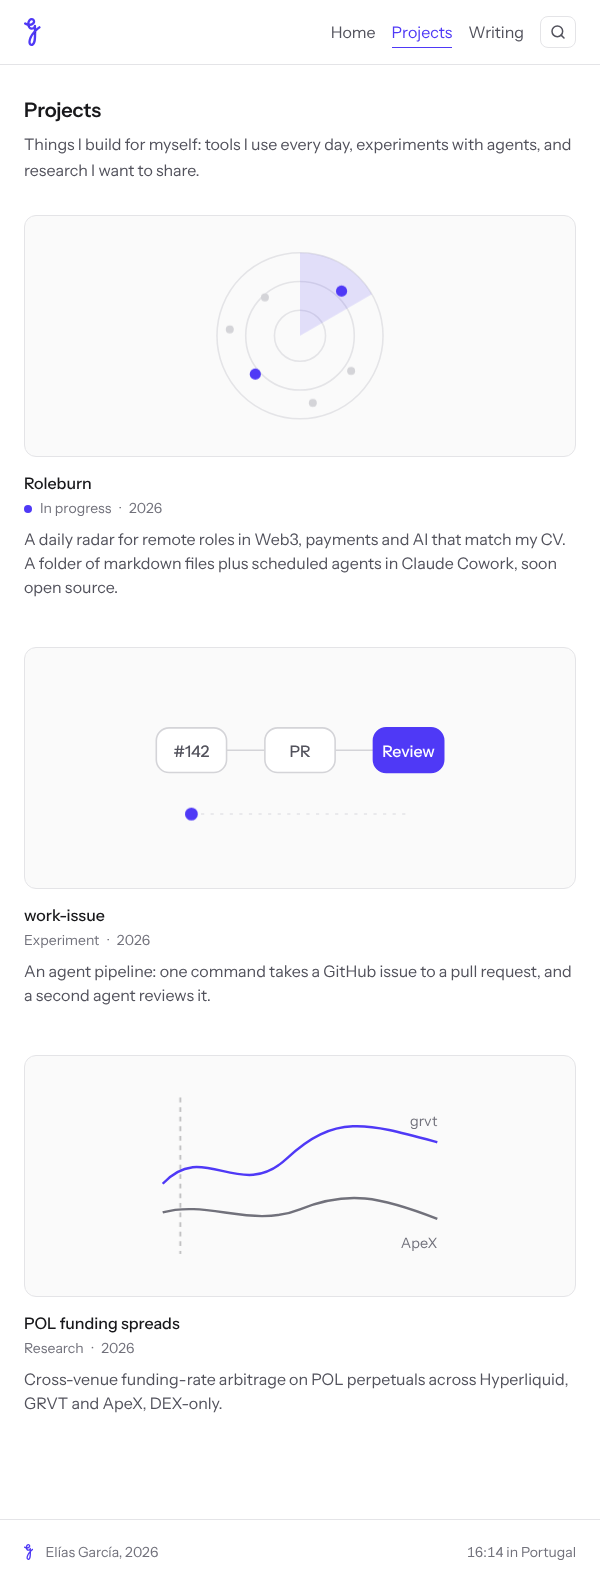 Home Projects Writing
Projects
Things I build for myself: tools I use every day, experiments with agents, and
research I want to share.
Roleburn
In progress · 2026
A daily radar for remote roles in Web3, payments and AI that match my CV.
A folder of markdown files plus scheduled agents in Claude Cowork, soon
open source.
#142 PR Review
work-issue
Experiment · 2026
An agent pipeline: one command takes a GitHub issue to a pull request, and
a second agent reviews it.
grvt
ApeX
POL funding spreads
Research · 2026
Cross-venue funding-rate arbitrage on POL perpetuals across Hyperliquid,
GRVT and ApeX, DEX-only.
Elías García, 2026 16:14 in Portugal